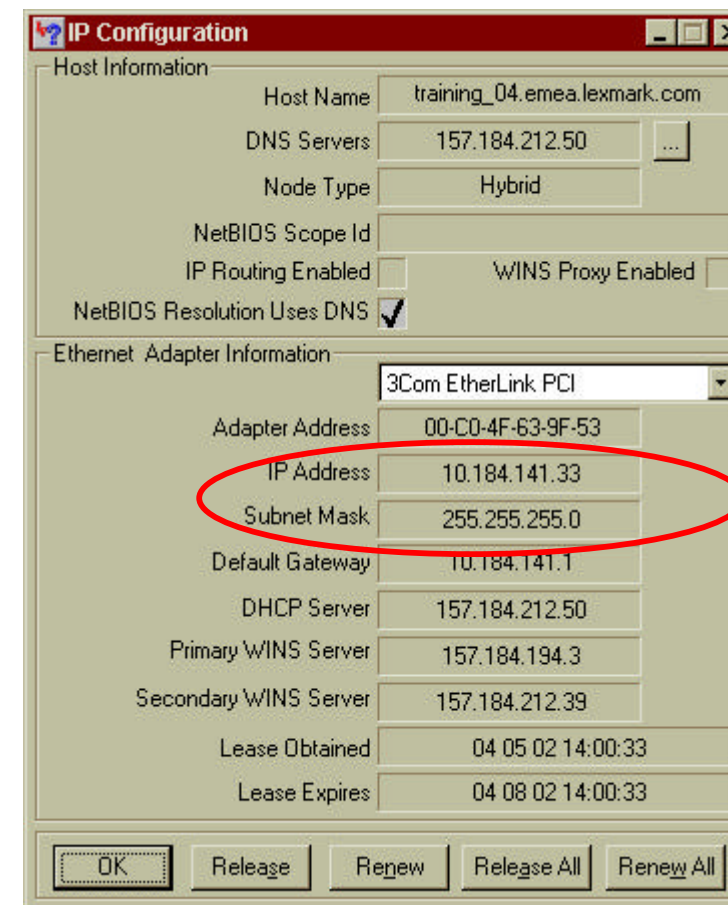 IP Configuration
Host Information
Host Name training_04.emea.lexmark.com
DNS Servers 157.184.212.50 ...
Node Type Hybrid
NetBIOS Scope Id
IP Routing Enabled WINS Proxy Enabled
NetBIOS Resolution Uses DNS
Ethernet Adapter Information
3Com EtherLink PCI
Adapter Address 00-C0-4F-63-9F-53
IP Address 10.184.141.33
Subnet Mask 255.255.255.0
Default Gateway 10.184.141.1
DHCP Server 157.184.212.50
Primary WINS Server 157.184.194.3
Secondary WINS Server 157.184.212.39
Lease Obtained 04 05 02 14:00:33
Lease Expires 04 08 02 14:00:33
OK Release Renew Release All Renew All